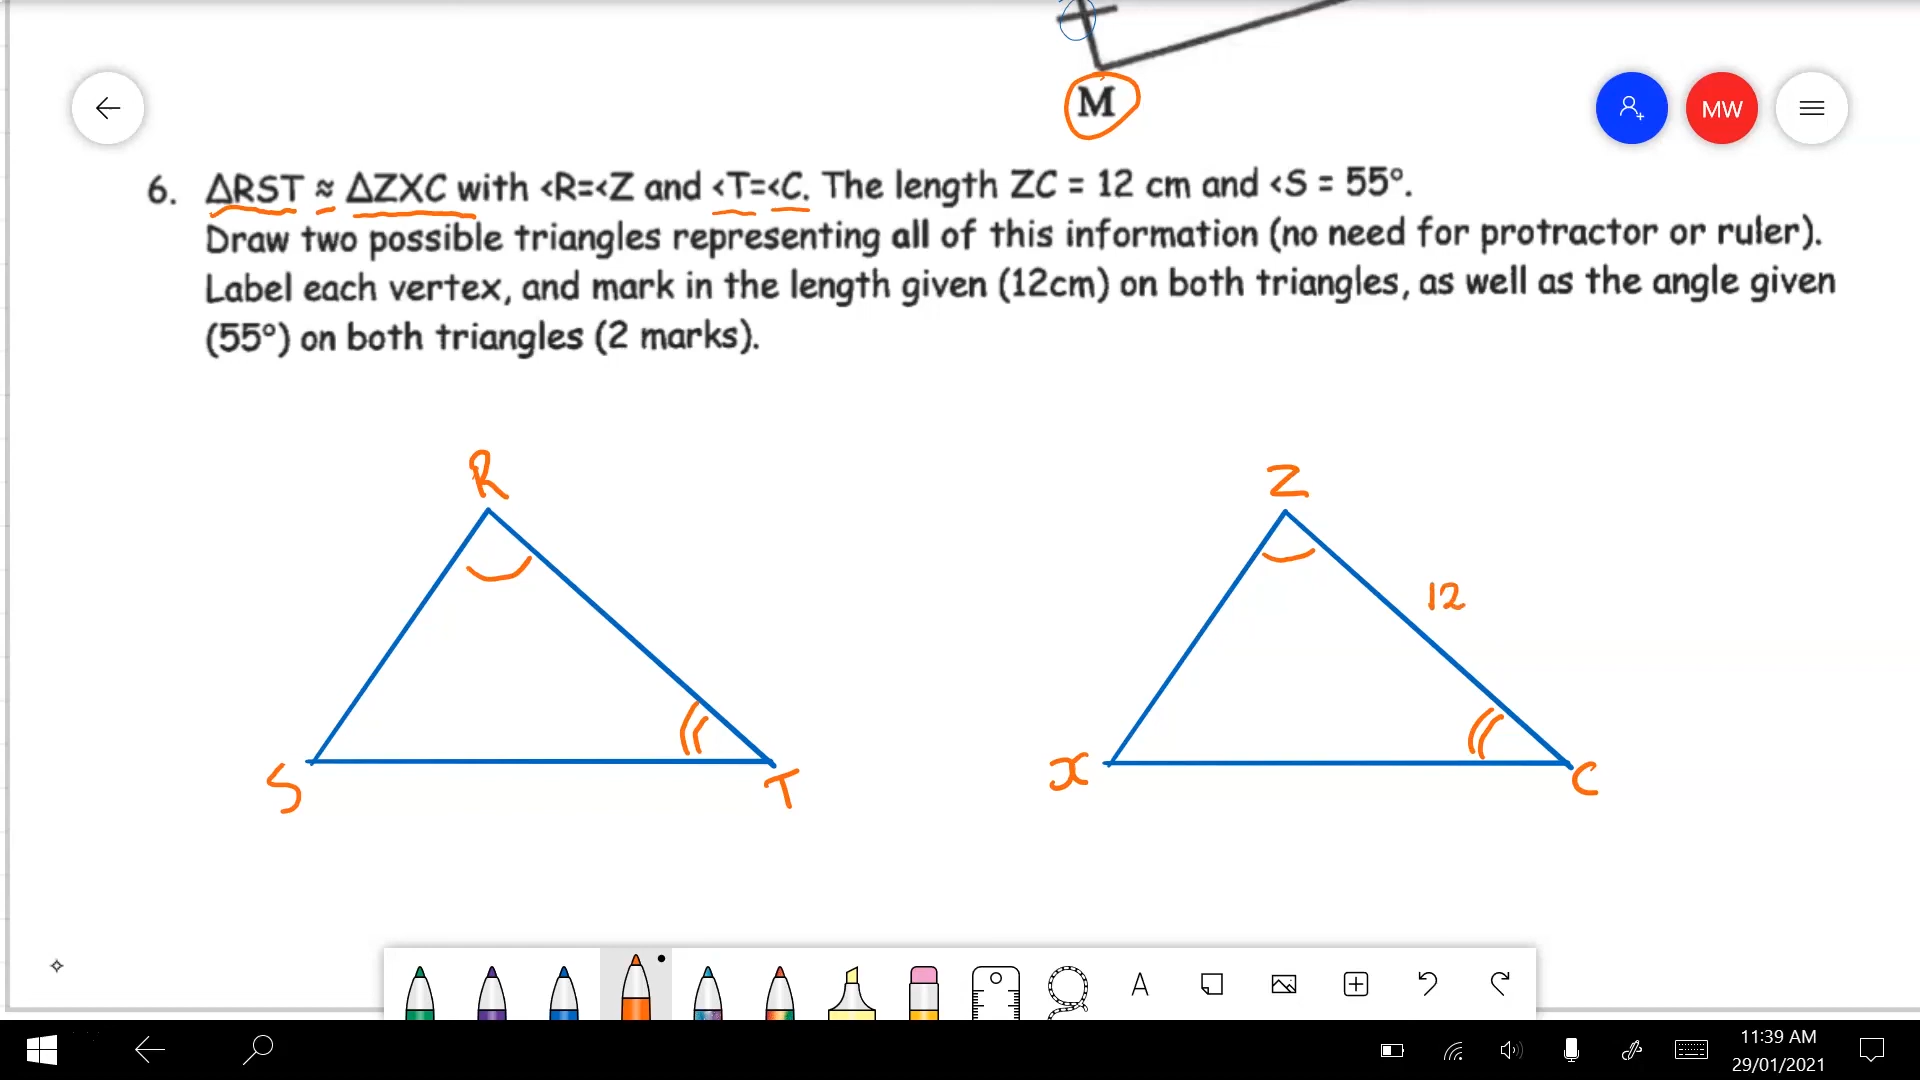 M
MW
6. ΔRST ≈ ΔZXC with <R=<Z and <T=<C. The length ZC = 12 cm and <S = 55°.
Draw two possible triangles representing all of this information (no need for protractor or ruler).
Label each vertex, and mark in the length given (12cm) on both triangles, as well as the angle given
(55°) on both triangles (2 marks).
R
Z
12
S
T
X
C
A
11:39 AM
29/01/2021